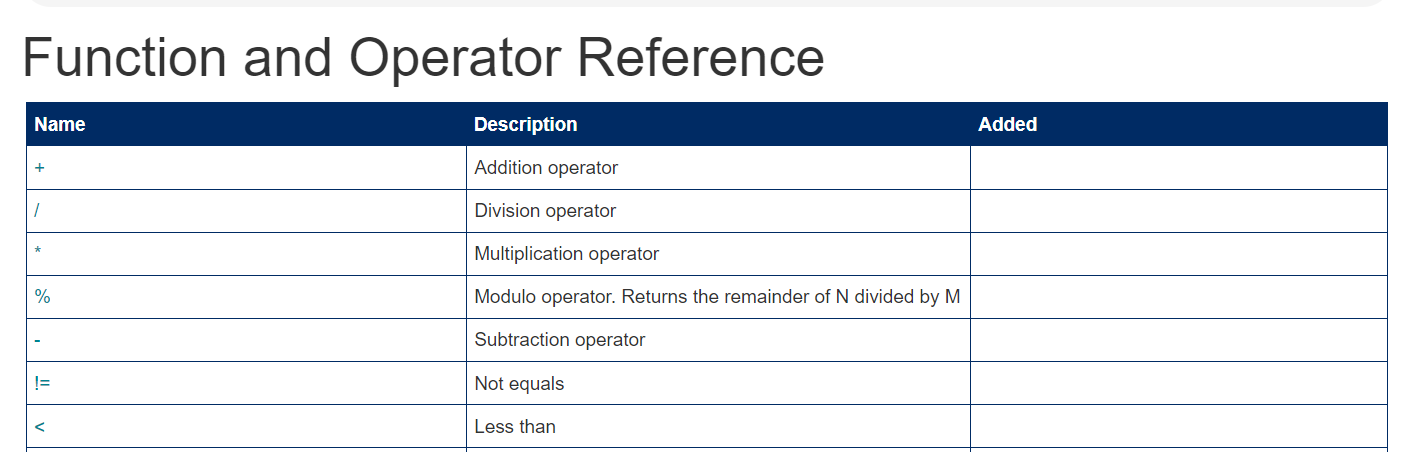 Function and Operator Reference
Name Description Added
+ Addition operator
/ Division operator
* Multiplication operator
% Modulo operator. Returns the remainder of N divided by M
- Subtraction operator
!= Not equals
< Less than